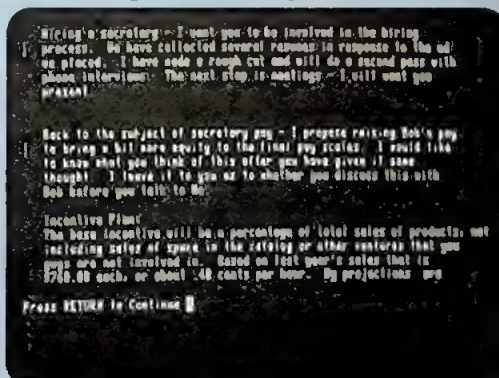 Hiring a secretary - I want you to be involved in the hiring
process. We have collected several resumes in response to the ad
we placed. I have made a rough cut and will do a second pass with
phone interviews. The next step is meetings - I will want you
present.
Back to the subject of secretary pay - I propose raising Bob's pay
to bring a bit more equity to the final pay scales. I would like
to know what you think of this after you have given it some
thought. I leave it to you as to whether you discuss this with
Bob before you talk to me.
Incentive Plans
The base incentive will be a percentage of total sales of products, not
including sales of space in the catalog or other ventures that you
guys are not involved in. Based on last year's sales that is
$768.00 each, or about .40 cents per hour. My projections
Press RETURN to Continue